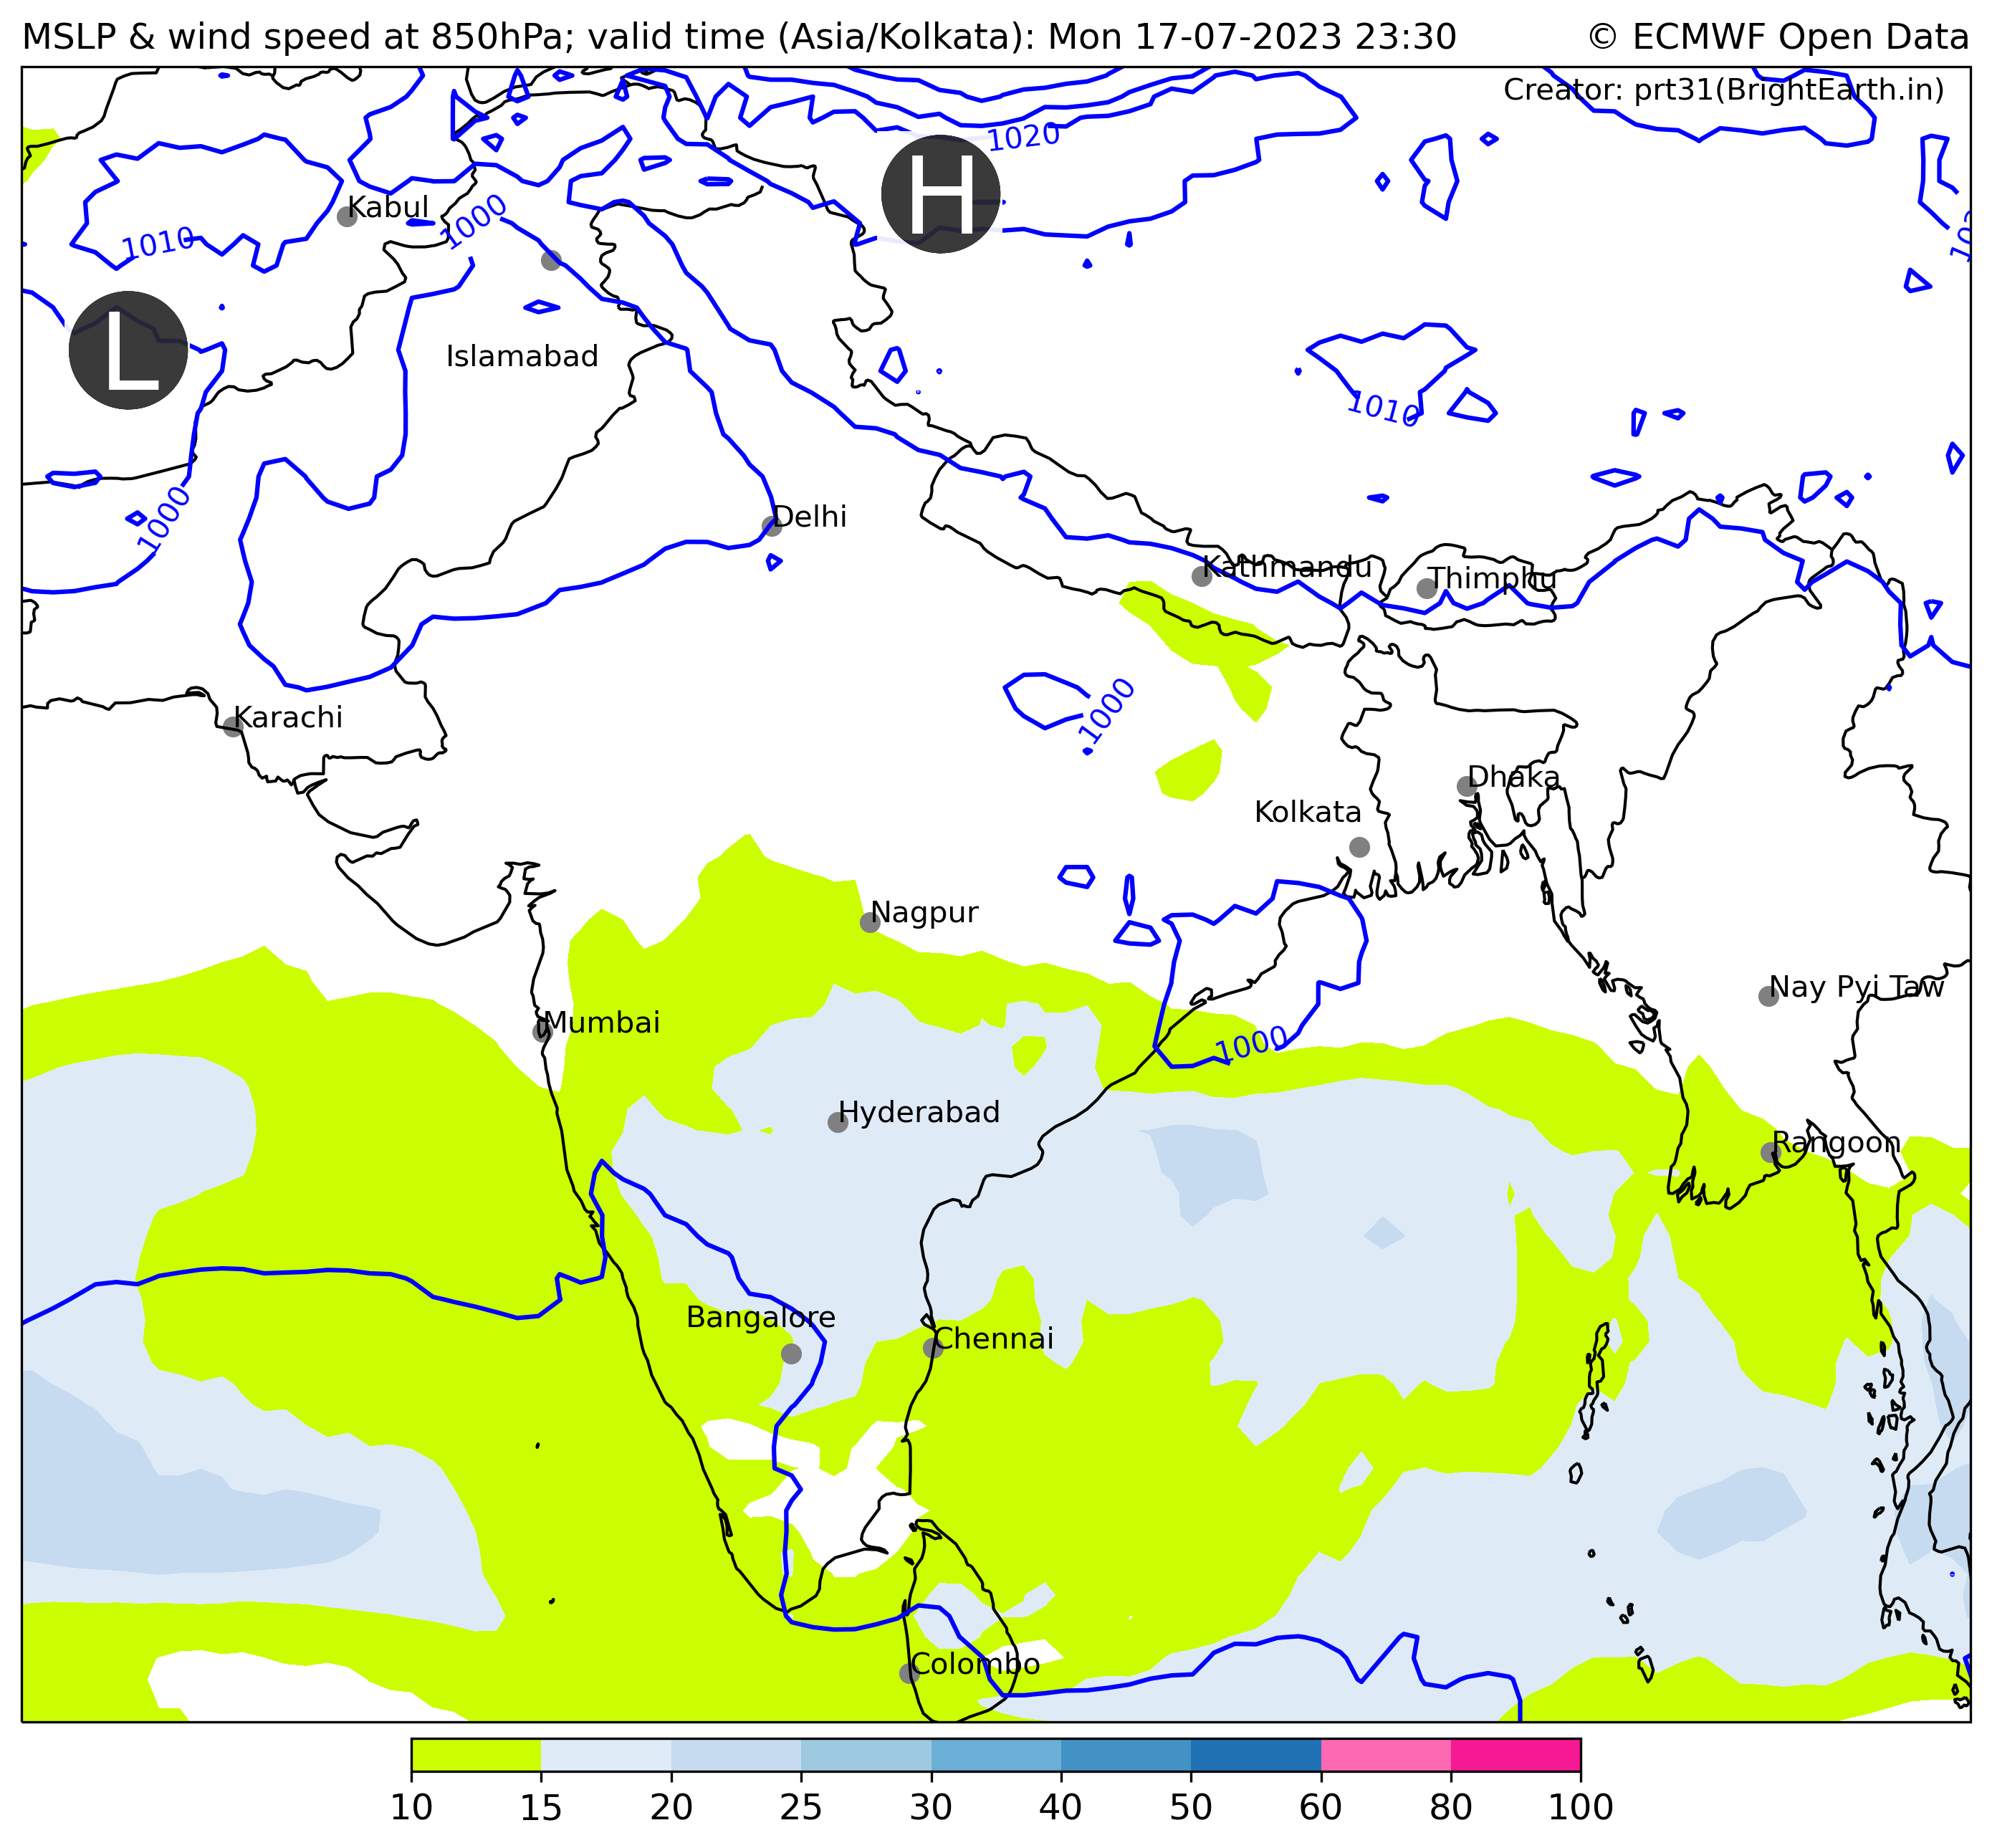 MSLP & wind speed at 850hPa; valid time (Asia/Kolkata): Mon 17-07-2023 23:30 © ECMWF Open Data
Creator: prt31(BrightEarth.in)
1020
H
Kabul
1000
1010
L
Islamabad
1010
Delhi
1000
Kathmandu
Thimphu
1000
Karachi
Dhaka
Kolkata
Nagpur
Nay Pyi Taw
Mumbai
1000
Hyderabad
Rangoon
Bangalore
Chennai
Colombo
10 15 20 25 30 40 50 60 80 100